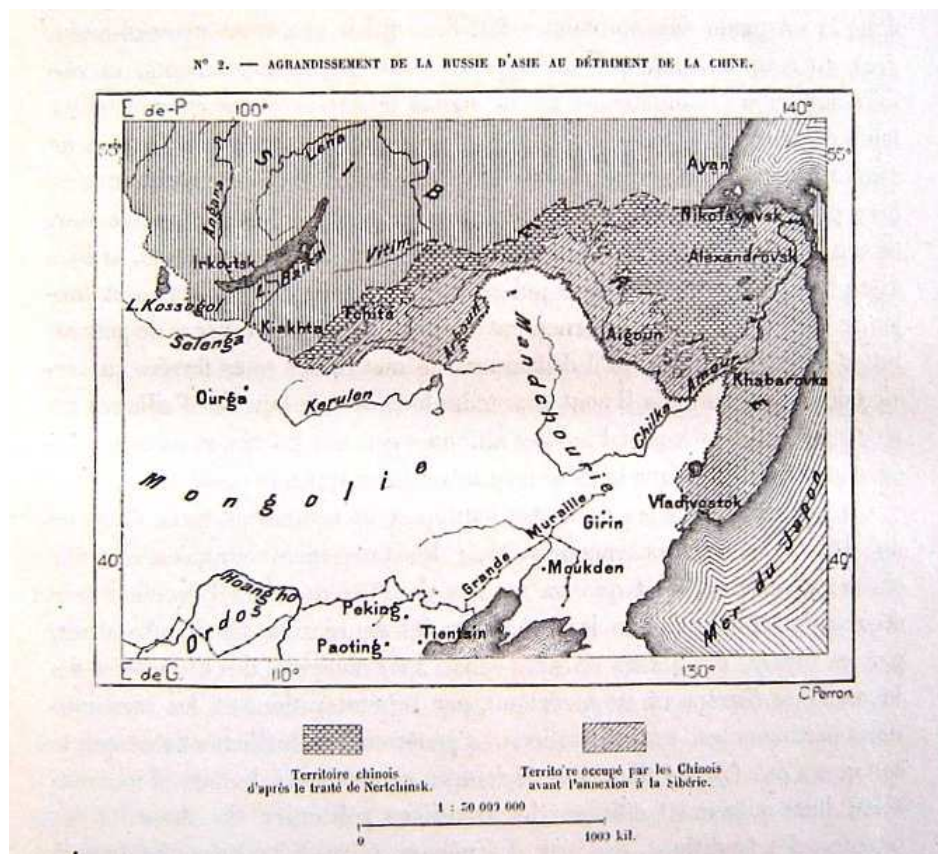 N° 2. — AGRANDISSEMENT DE LA RUSSIE D'ASIE AU DÉTRIMENT DE LA CHINE.
L de-P. 100° 140°
55° 55°
Lena
S I B
Ayan
Angara
Nikolayevsk
Vitim
Alexandrovsk
Irkoutsk
L. Baikal
L. Kossogol
Kiakhta
Tchita
Argoun
Aïgoun
Selenga
Amour
Khabarovka
Ourga
Kerulen
Mandchourie
Chilka
Mongolie
Vladivostok
Grande Muraille
Girin
40° 40°
Moukden
Hoang ho
Ordos
Peking
Tientsin
Paoting
Mer du Japon
L de G. 110° 130°
C. Perron.
Territoire chinois
d'après le traité de Nertchinsk.
Territoire occupé par les Chinois
avant l'annexion à la Sibérie.
1 : 30 000 000
0 1000 kil.